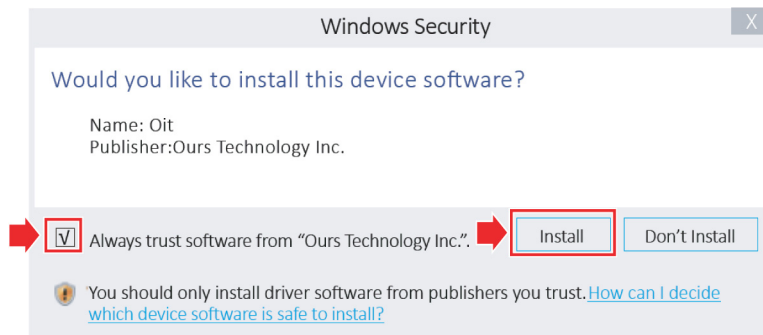 Windows Security
X
Would you like to install this device software?
Name: Oit
Publisher:Ours Technology Inc.
Always trust software from “Ours Technology Inc.”.
Install
Don’t Install
You should only install driver software from publishers you trust. How can I decide
which device software is safe to install?